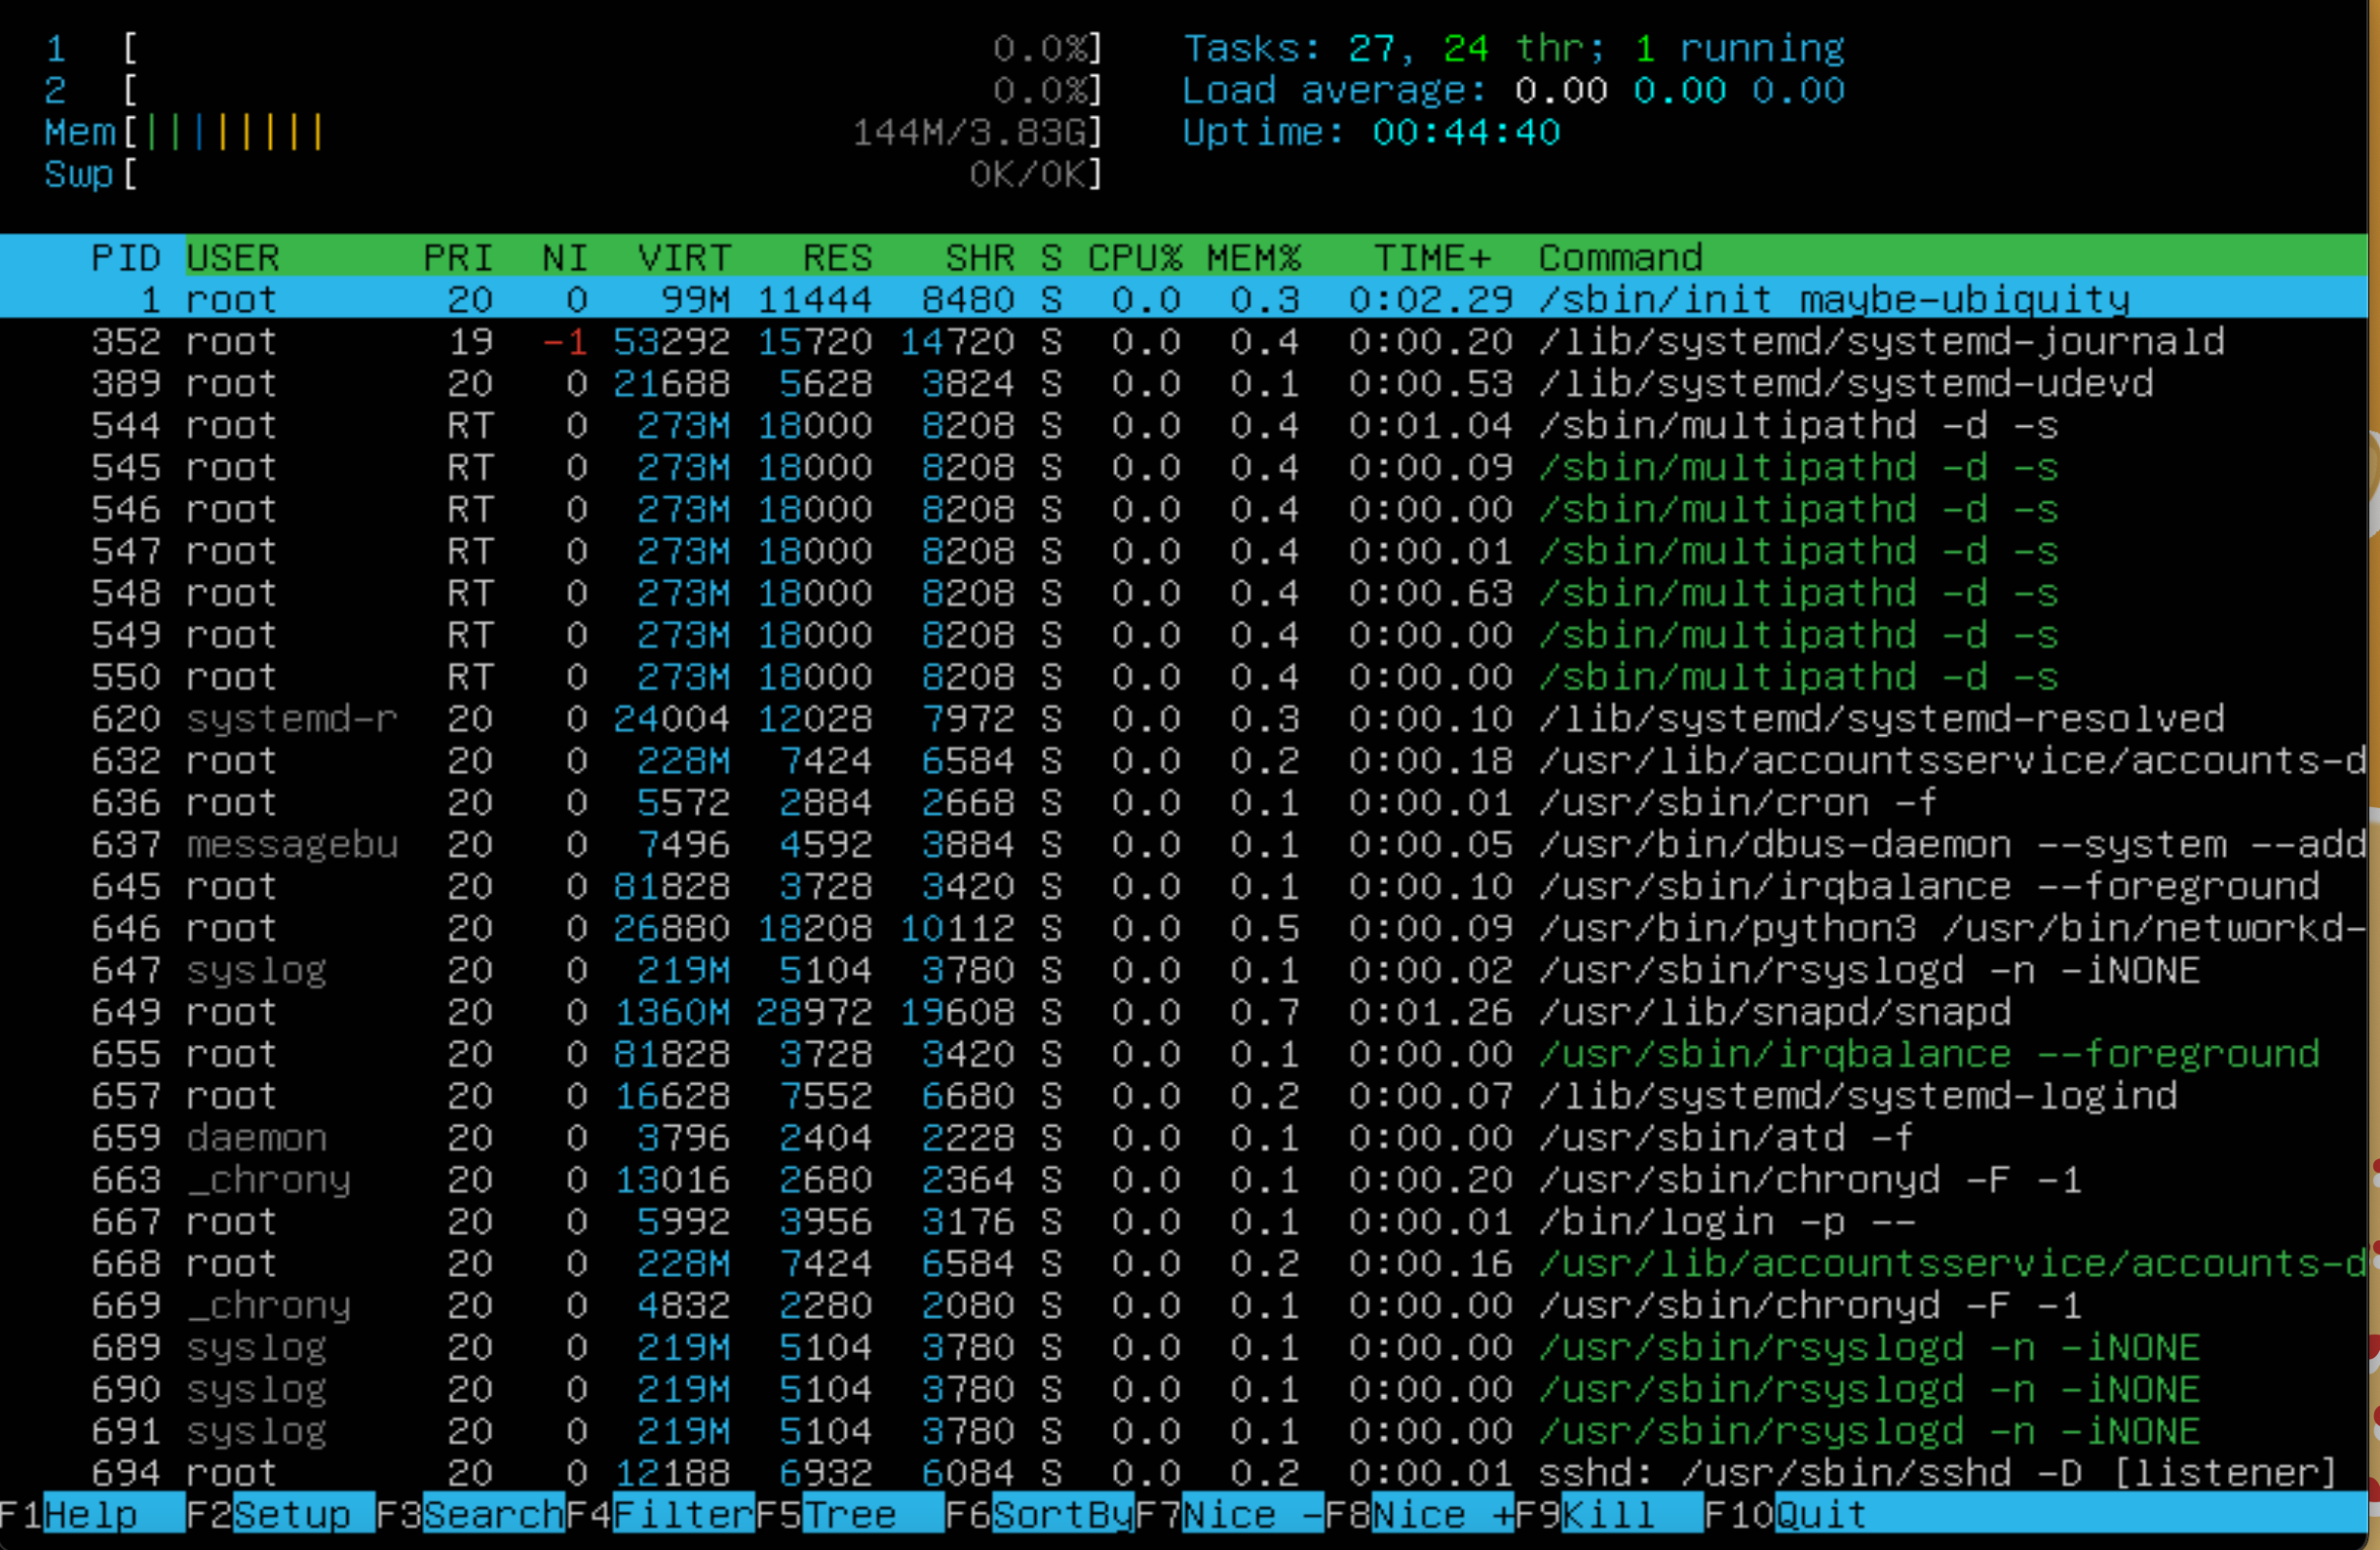 1 [ 0.0%] Tasks: 27, 24 thr; 1 running
2 [ 0.0%] Load average: 0.00 0.00 0.00
Mem[|||||||| 144M/3.83G] Uptime: 00:44:40
Swp[ 0K/0K]
PID USER PRI NI VIRT RES SHR S CPU% MEM% TIME+ Command
1 root 20 0 99M 11444 8480 S 0.0 0.3 0:02.29 /sbin/init maybe-ubiquity
352 root 19 -1 53292 15720 14720 S 0.0 0.4 0:00.20 /lib/systemd/systemd-journald
389 root 20 0 21688 5628 3824 S 0.0 0.1 0:00.53 /lib/systemd/systemd-udevd
544 root RT 0 273M 18000 8208 S 0.0 0.4 0:01.04 /sbin/multipathd -d -s
545 root RT 0 273M 18000 8208 S 0.0 0.4 0:00.09 /sbin/multipathd -d -s
546 root RT 0 273M 18000 8208 S 0.0 0.4 0:00.00 /sbin/multipathd -d -s
547 root RT 0 273M 18000 8208 S 0.0 0.4 0:00.01 /sbin/multipathd -d -s
548 root RT 0 273M 18000 8208 S 0.0 0.4 0:00.63 /sbin/multipathd -d -s
549 root RT 0 273M 18000 8208 S 0.0 0.4 0:00.00 /sbin/multipathd -d -s
550 root RT 0 273M 18000 8208 S 0.0 0.4 0:00.00 /sbin/multipathd -d -s
620 systemd-r 20 0 24004 12028 7972 S 0.0 0.3 0:00.10 /lib/systemd/systemd-resolved
632 root 20 0 228M 7424 6584 S 0.0 0.2 0:00.18 /usr/lib/accountsservice/accounts-d
636 root 20 0 5572 2884 2668 S 0.0 0.1 0:00.01 /usr/sbin/cron -f
637 messagebu 20 0 7496 4592 3884 S 0.0 0.1 0:00.05 /usr/bin/dbus-daemon --system --add
645 root 20 0 81828 3728 3420 S 0.0 0.1 0:00.10 /usr/sbin/irqbalance --foreground
646 root 20 0 26880 18208 10112 S 0.0 0.5 0:00.09 /usr/bin/python3 /usr/bin/networkd-
647 syslog 20 0 219M 5104 3780 S 0.0 0.1 0:00.02 /usr/sbin/rsyslogd -n -iNONE
649 root 20 0 1360M 28972 19608 S 0.0 0.7 0:01.26 /usr/lib/snapd/snapd
655 root 20 0 81828 3728 3420 S 0.0 0.1 0:00.00 /usr/sbin/irqbalance --foreground
657 root 20 0 16628 7552 6680 S 0.0 0.2 0:00.07 /lib/systemd/systemd-logind
659 daemon 20 0 3796 2404 2228 S 0.0 0.1 0:00.00 /usr/sbin/atd -f
663 _chrony 20 0 13016 2680 2364 S 0.0 0.1 0:00.20 /usr/sbin/chronyd -F -1
667 root 20 0 5992 3956 3176 S 0.0 0.1 0:00.01 /bin/login -p --
668 root 20 0 228M 7424 6584 S 0.0 0.2 0:00.16 /usr/lib/accountsservice/accounts-d
669 _chrony 20 0 4832 2280 2080 S 0.0 0.1 0:00.00 /usr/sbin/chronyd -F -1
689 syslog 20 0 219M 5104 3780 S 0.0 0.1 0:00.00 /usr/sbin/rsyslogd -n -iNONE
690 syslog 20 0 219M 5104 3780 S 0.0 0.1 0:00.00 /usr/sbin/rsyslogd -n -iNONE
691 syslog 20 0 219M 5104 3780 S 0.0 0.1 0:00.00 /usr/sbin/rsyslogd -n -iNONE
694 root 20 0 12188 6932 6084 S 0.0 0.2 0:00.01 sshd: /usr/sbin/sshd -D [listener]
F1Help F2Setup F3SearchF4FilterF5Tree F6SortByF7Nice -F8Nice +F9Kill F10Quit